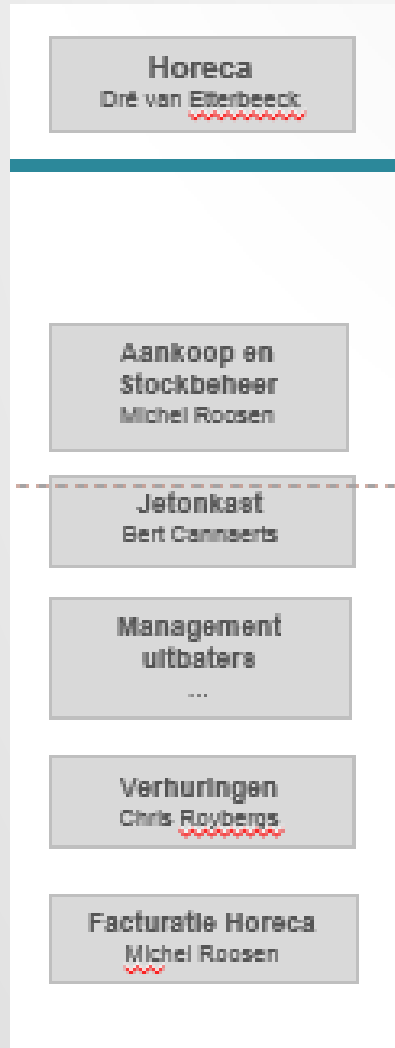 Horeca
Dré van Etterbeeck
Aankoop en
Stockbeheer
Michel Roosen
Jetonkast
Bert Cannaerts
Management
uitbaters
...
Verhuringen
Chris Roybergs
Facturatie Horeca
Michel Roosen